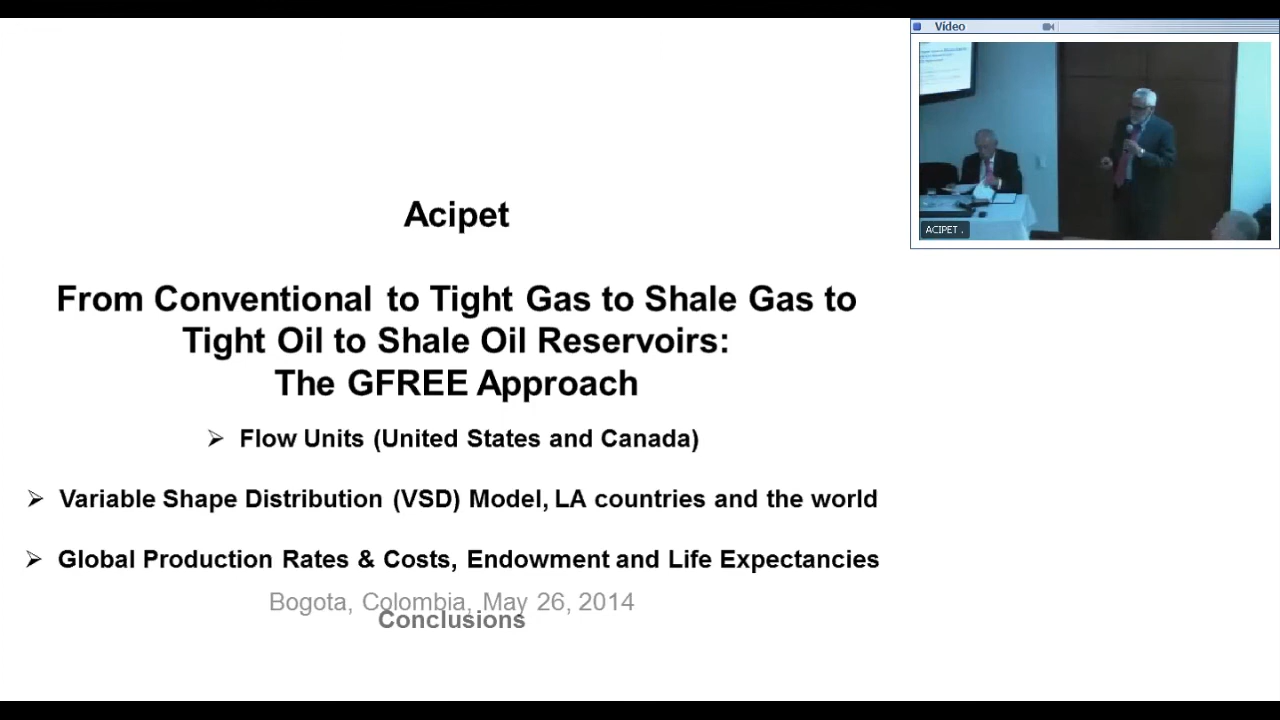 Acipet
From Conventional to Tight Gas to Shale Gas to
Tight Oil to Shale Oil Reservoirs:
The GFREE Approach
➢ Flow Units (United States and Canada)
➢ Variable Shape Distribution (VSD) Model, LA countries and the world
➢ Global Production Rates & Costs, Endowment and Life Expectancies
Bogota, Colombia, May 26, 2014
Conclusions
Vídeo
ACIPET .